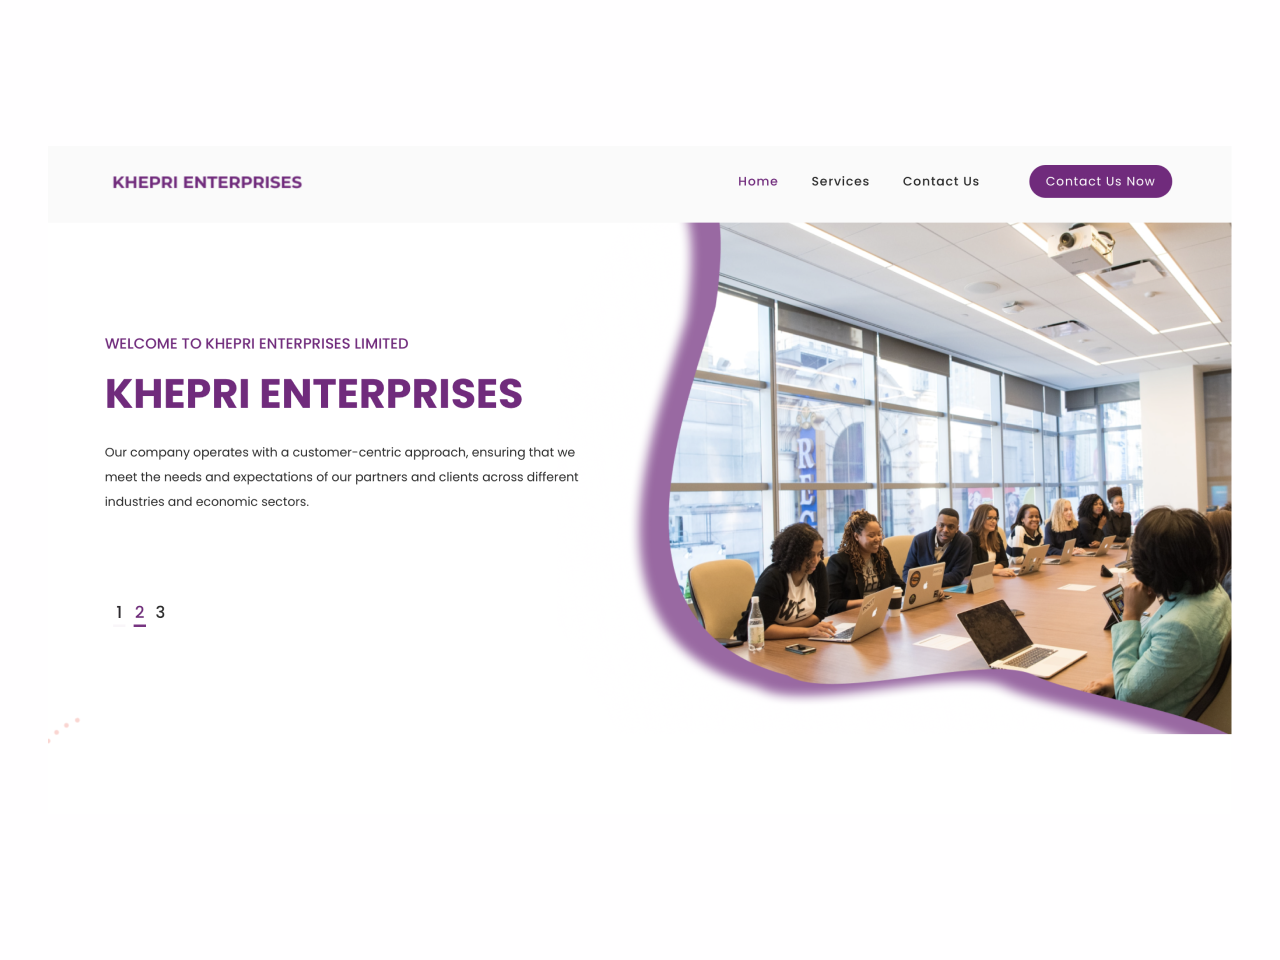 KHEPRI ENTERPRISES
Home Services Contact Us Contact Us Now
WELCOME TO KHEPRI ENTERPRISES LIMITED
KHEPRI ENTERPRISES
Our company operates with a customer-centric approach, ensuring that we
meet the needs and expectations of our partners and clients across different
industries and economic sectors.
1 2 3
REC